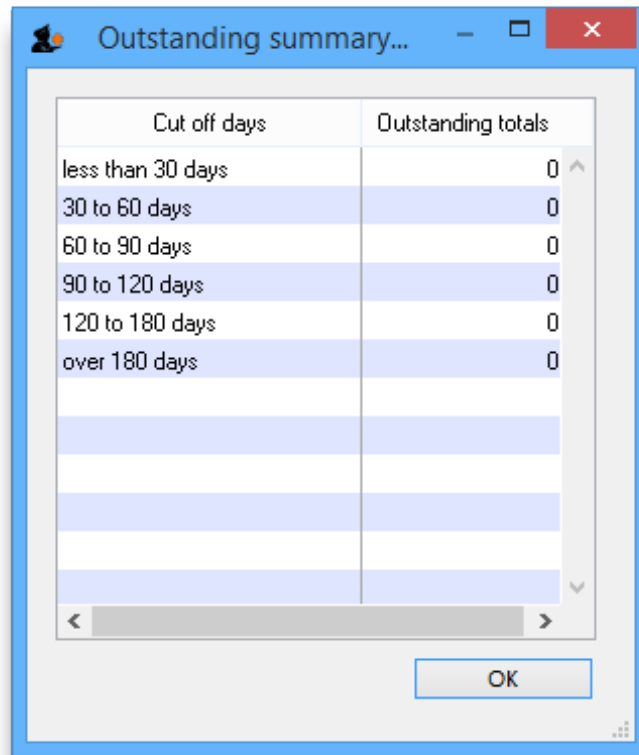 Outstanding summary...
Cut off days Outstanding totals
less than 30 days 0
30 to 60 days 0
60 to 90 days 0
90 to 120 days 0
120 to 180 days 0
over 180 days 0
OK